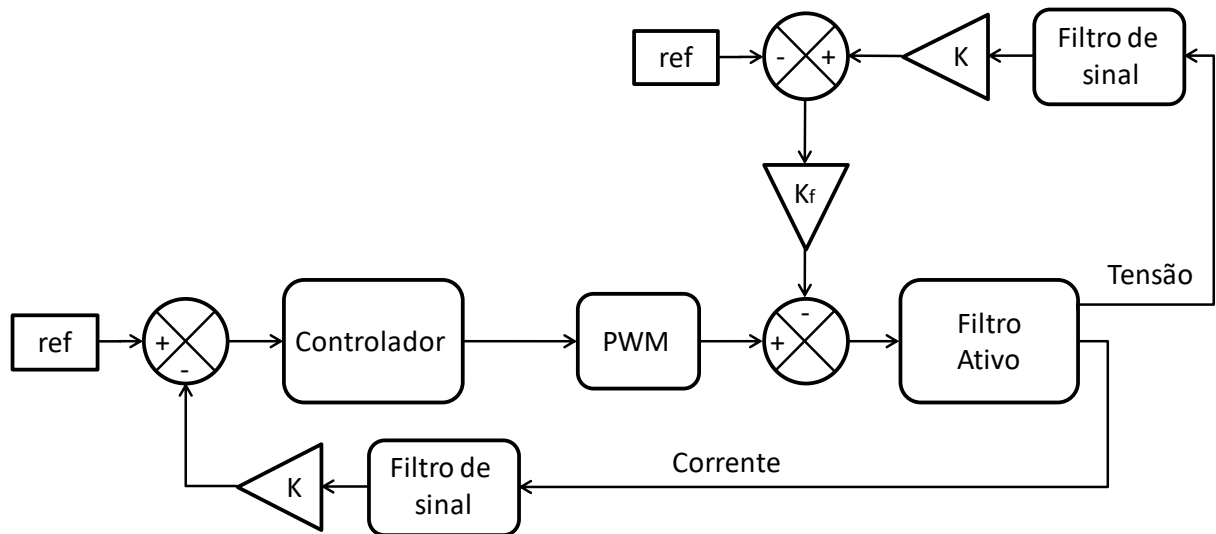 ref
-
+
K
Filtro de
sinal
Kf
Tensão
ref
+
-
Controlador
PWM
+
-
Filtro
Ativo
Corrente
K
Filtro de
sinal